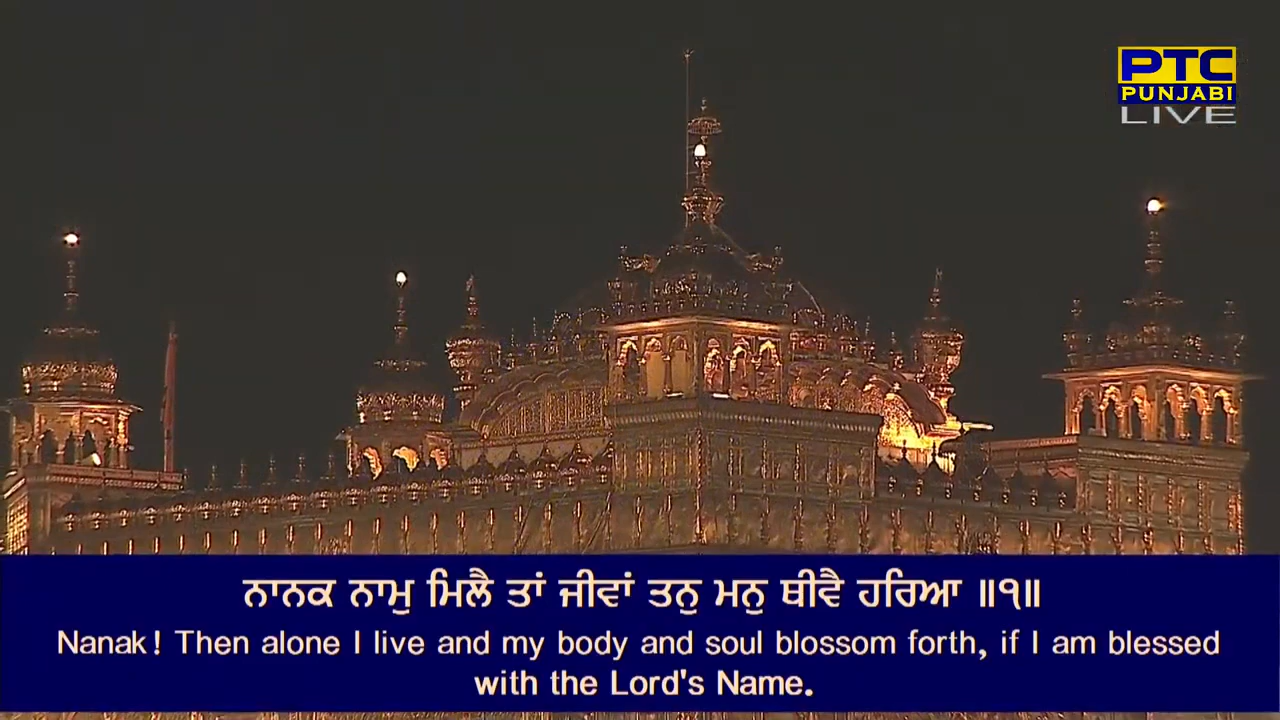 PTC
PUNJABI
LIVE
ਨਾਨਕ ਨਾਮੁ ਮਿਲੈ ਤਾਂ ਜੀਵਾਂ ਤਨੁ ਮਨੁ ਥੀਵੈ ਹਰਿਆ ॥੧॥
Nanak! Then alone I live and my body and soul blossom forth, if I am blessed
with the Lord's Name.